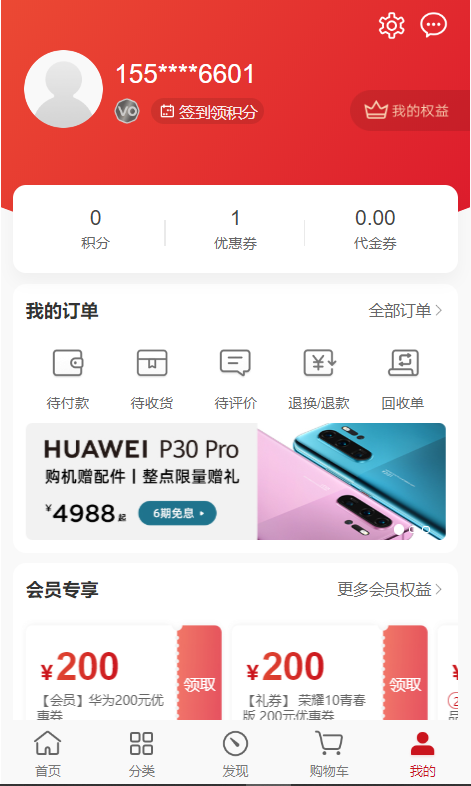 155****6601
V0
签到领积分
我的权益
0
1
0.00
积分
优惠券
代金券
我的订单
全部订单
待付款
待收货
待评价
退换/退款
回收单
HUAWEI P30 Pro
购机赠配件丨整点限量赠礼
¥4988起
6期免息
会员专享
更多会员权益
¥200
领取
¥200
领取
¥
【会员】华为200元优惠券
【礼券】 荣耀10青春版 200元优惠券
首页
分类
发现
购物车
我的